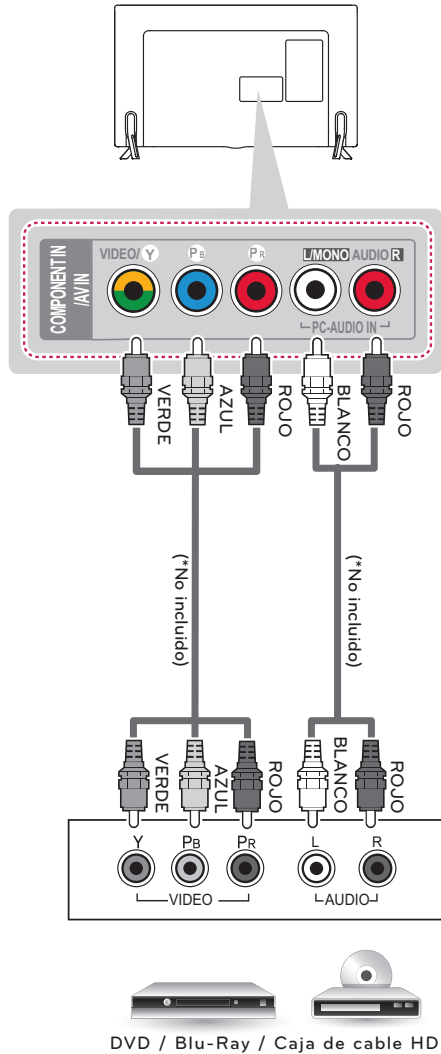 COMPONENT IN
/AV IN
VIDEO/ Y PB PR L/MONO AUDIO R
PC-AUDIO IN
VERDE AZUL ROJO BLANCO ROJO
(*No incluido) (*No incluido)
VERDE AZUL ROJO BLANCO ROJO
Y PB PR L R
VIDEO AUDIO
DVD / Blu-Ray / Caja de cable HD